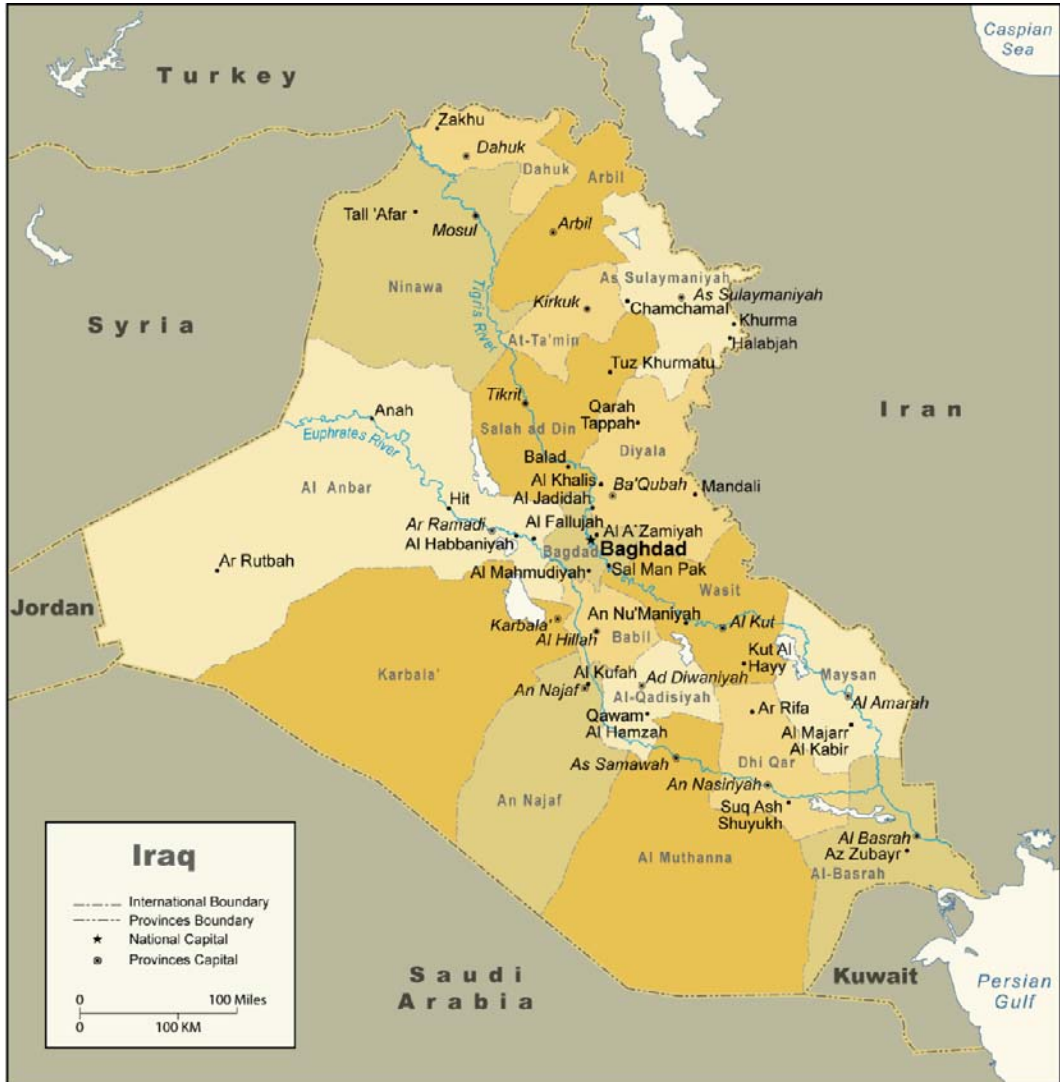 Caspian
Sea
Turkey
Zakhu
Dahuk
Dahuk
Arbil
Tall 'Afar
Mosul
Arbil
As Sulaymaniyah
Ninawa
Tigris River
Kirkuk
As Sulaymaniyah
Chamchamal
Khurma
Halabjah
Syria
At-Ta'min
Tuz Khurmatu
Iran
Tikrit
Qarah
Tappah
Anah
Euphrates River
Salah ad Din
Diyala
Balad
Al Khalis
Ba'Qubah
Mandali
Al Anbar
Hit
Al Jadidah
Ar Ramadi
Al Fallujah
Al A'Zamiyah
Al Habbaniyah
Bagdad
Baghdad
Ar Rutbah
Al Mahmudiyah
Sal Man Pak
Wasit
Jordan
Karbala'
An Nu'Maniyah
Al Kut
Al Hillah
Babil
Kut Al
Hayy
Karbala'
Al Kufah
Ad Diwaniyah
Maysan
An Najaf
Al-Qadisiyah
Al Amarah
Qawam
Al Hamzah
Ar Rifa
Al Majarr
Al Kabir
As Samawah
Dhi Qar
An Najaf
An Nasiriyah
Suq Ash
Shuyukh
Al Basrah
Az Zubayr
Al Muthanna
Al-Basrah
Saudi
Arabia
Kuwait
Persian
Gulf
Iraq
International Boundary
Provinces Boundary
National Capital
Provinces Capital
0 100 Miles
0 100 KM